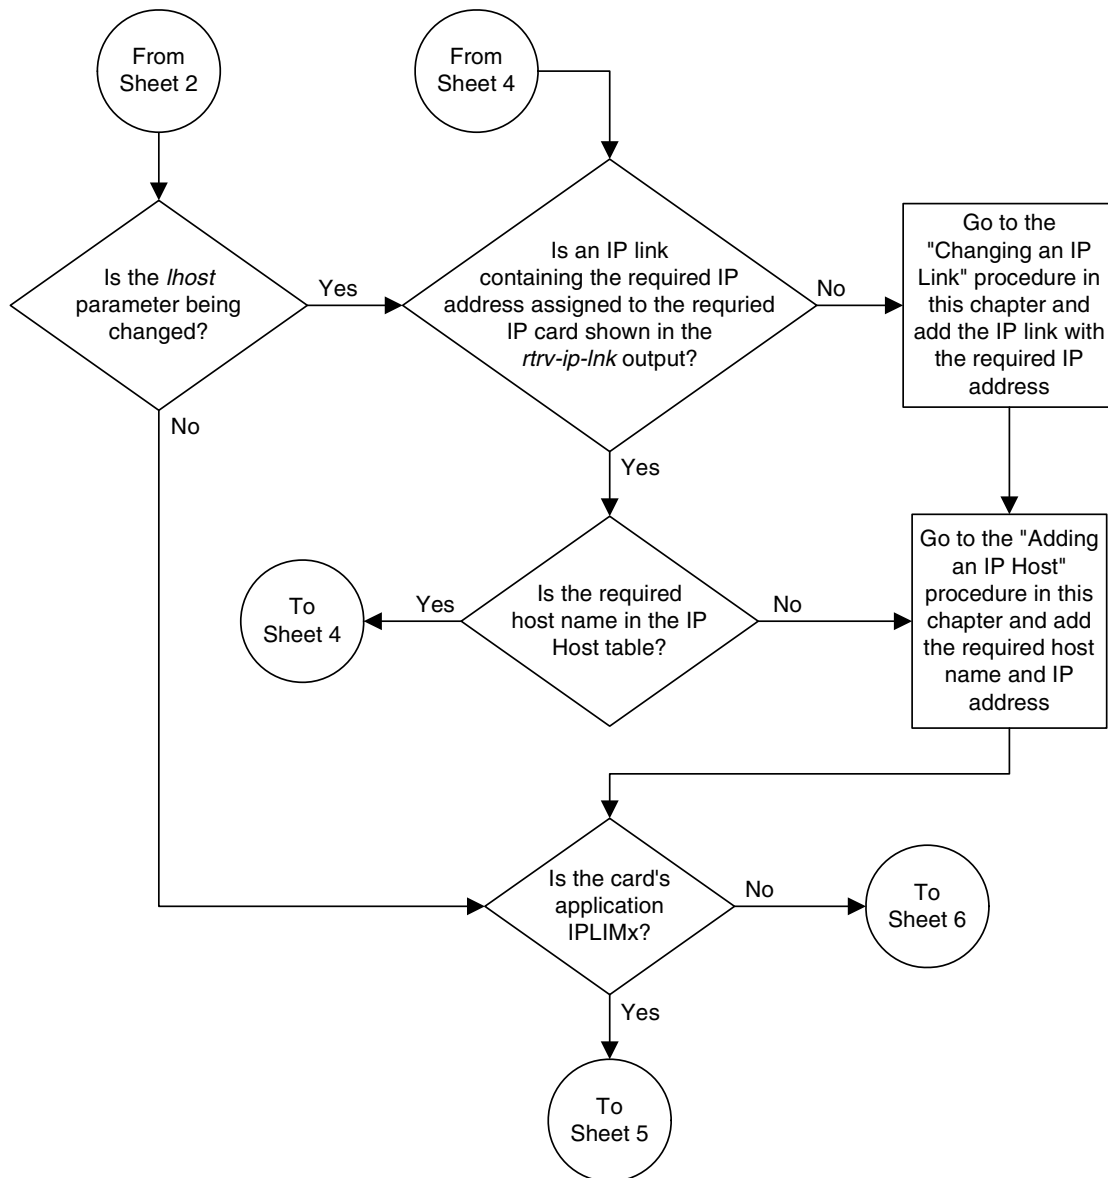 From
Sheet 2
From
Sheet 4
Is the lhost
parameter being
changed?
Yes
No
Is an IP link
containing the required IP
address assigned to the requried
IP card shown in the
rtrv-ip-lnk output?
No
Yes
Go to the
"Changing an IP
Link" procedure in
this chapter and
add the IP link with
the required IP
address
To
Sheet 4
Yes
Is the required
host name in the IP
Host table?
No
Go to the "Adding
an IP Host"
procedure in this
chapter and add
the required host
name and IP
address
Is the card's
application
IPLIMx?
No
To
Sheet 6
Yes
To
Sheet 5